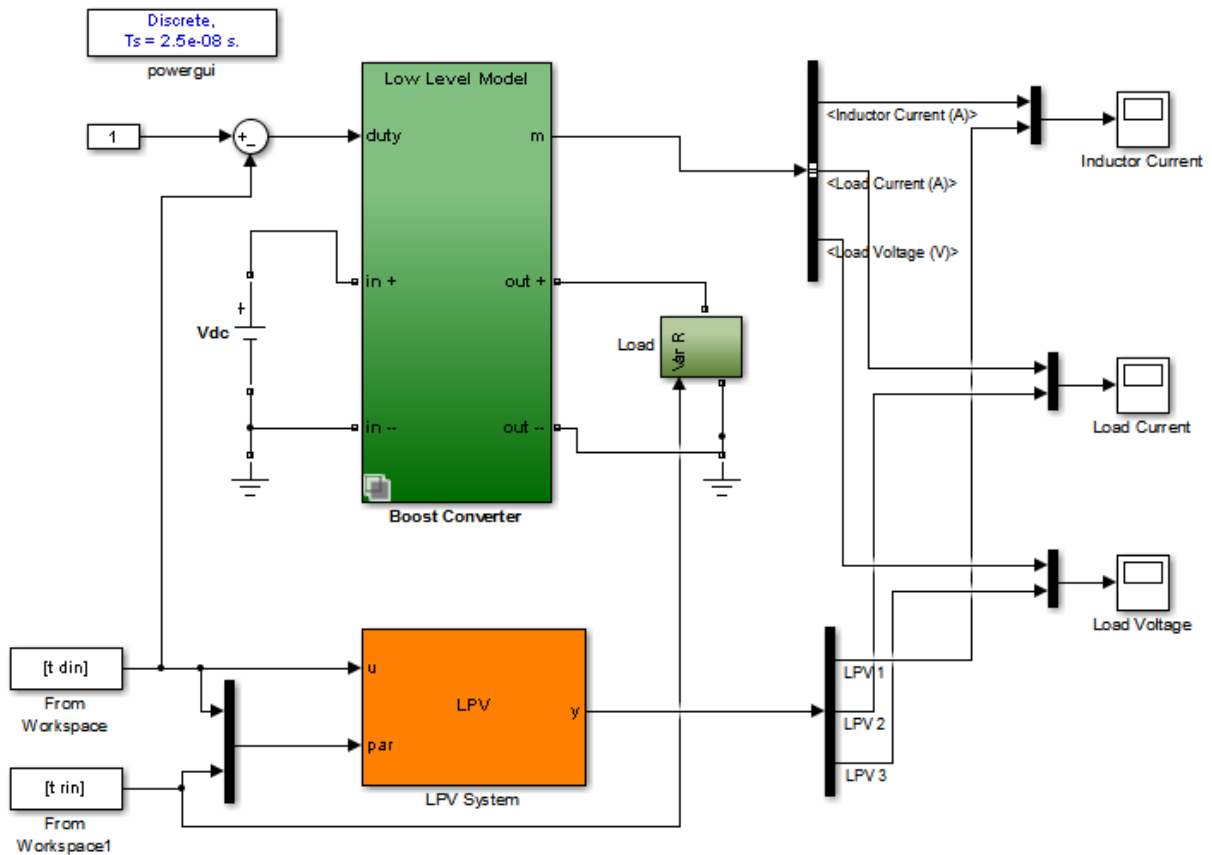 Discrete,
Ts = 2.5e-08 s.
powergui
1
+
-
Low Level Model
duty
m
in +
out +
in --
out --
Boost Converter
+
Vdc
Load
Var R
<Inductor Current (A)>
<Load Current (A)>
<Load Voltage (V)>
Inductor Current
Load Current
Load Voltage
[t din]
From
Workspace
[t rin]
From
Workspace1
u
LPV
y
par
LPV System
LPV 1
LPV 2
LPV 3